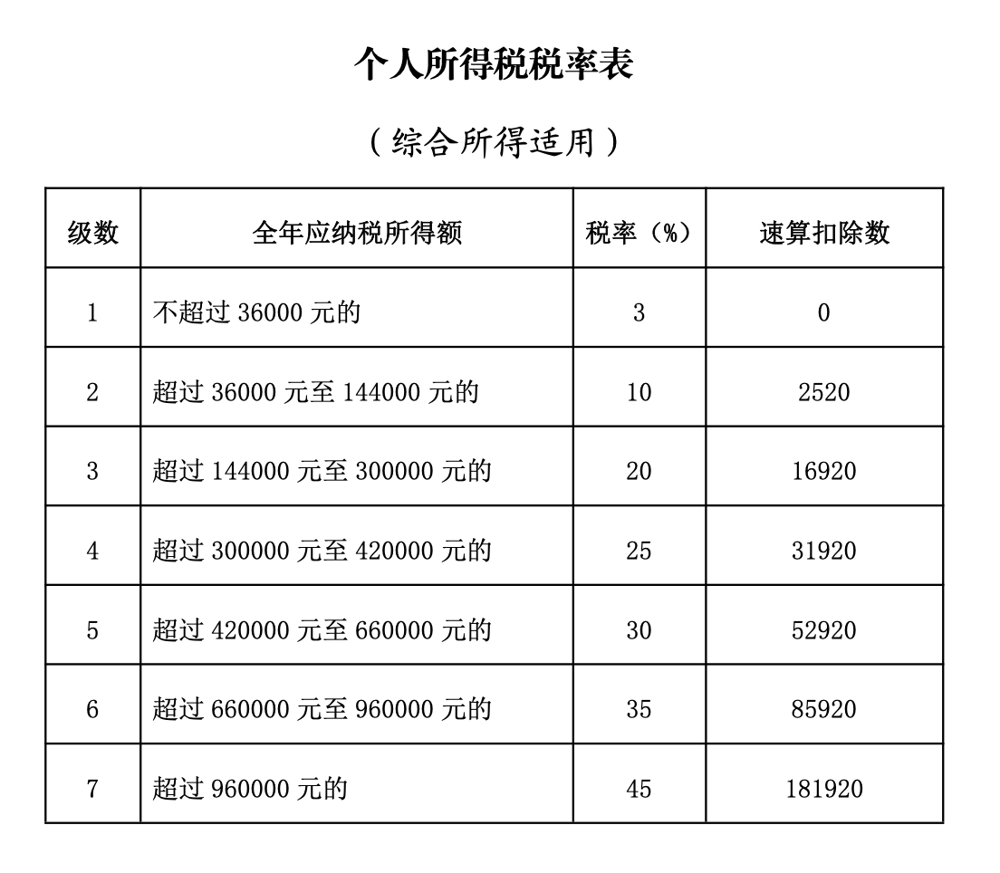 个人所得税税率表
（综合所得适用）
级数 全年应纳税所得额 税率（%） 速算扣除数
1 不超过 36000 元的 3 0
2 超过 36000 元至 144000 元的 10 2520
3 超过 144000 元至 300000 元的 20 16920
4 超过 300000 元至 420000 元的 25 31920
5 超过 420000 元至 660000 元的 30 52920
6 超过 660000 元至 960000 元的 35 85920
7 超过 960000 元的 45 181920